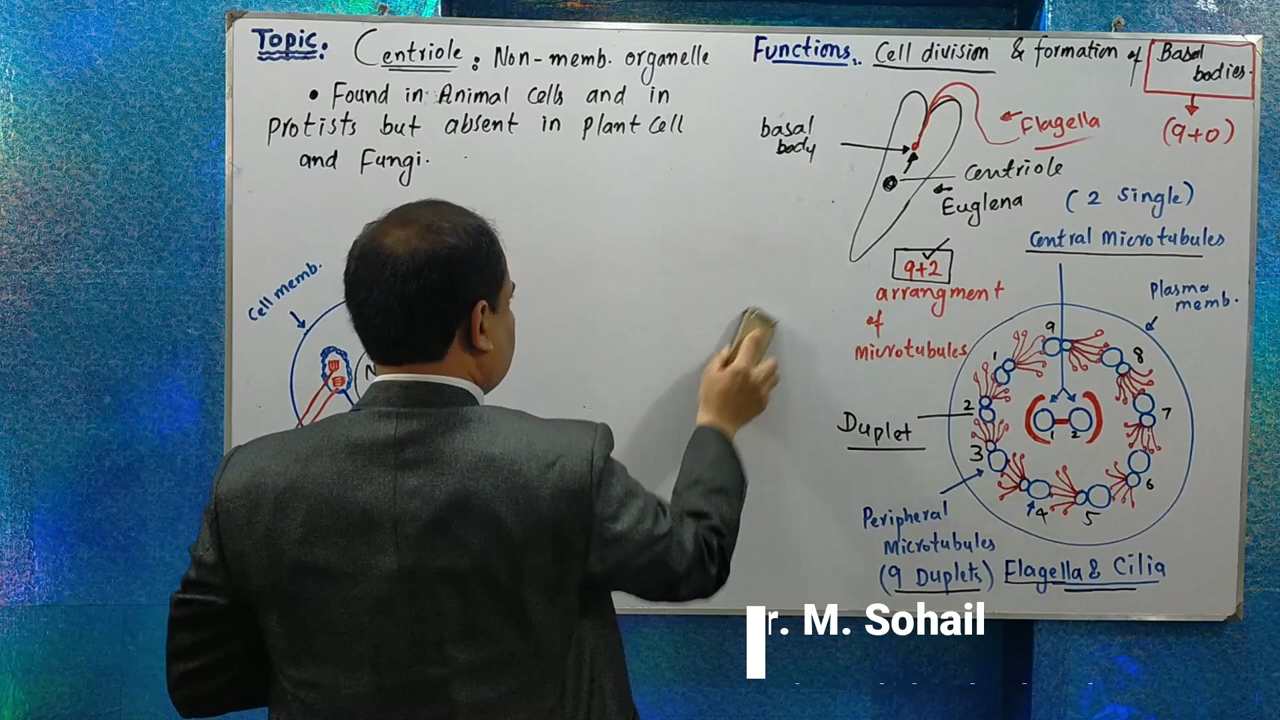 Topic: Centriole: Non-memb. organelle
• Found in Animal cells and in
protists but absent in plant cell
and Fungi.
Cell memb.
N
Functions: Cell division & formation of Basal bodies.
(9+0)
basal
body
Flagella
Centriole
Euglena
(2 Single)
Central Microtubules
9+2
arrangment
of
Microtubules
Plasma
memb.
9
1
8
2
7
3
6
4
5
1
2
Duplet
Peripheral
Microtubules
(9 Duplets)
Flagella & Cilia
r. M. Sohail